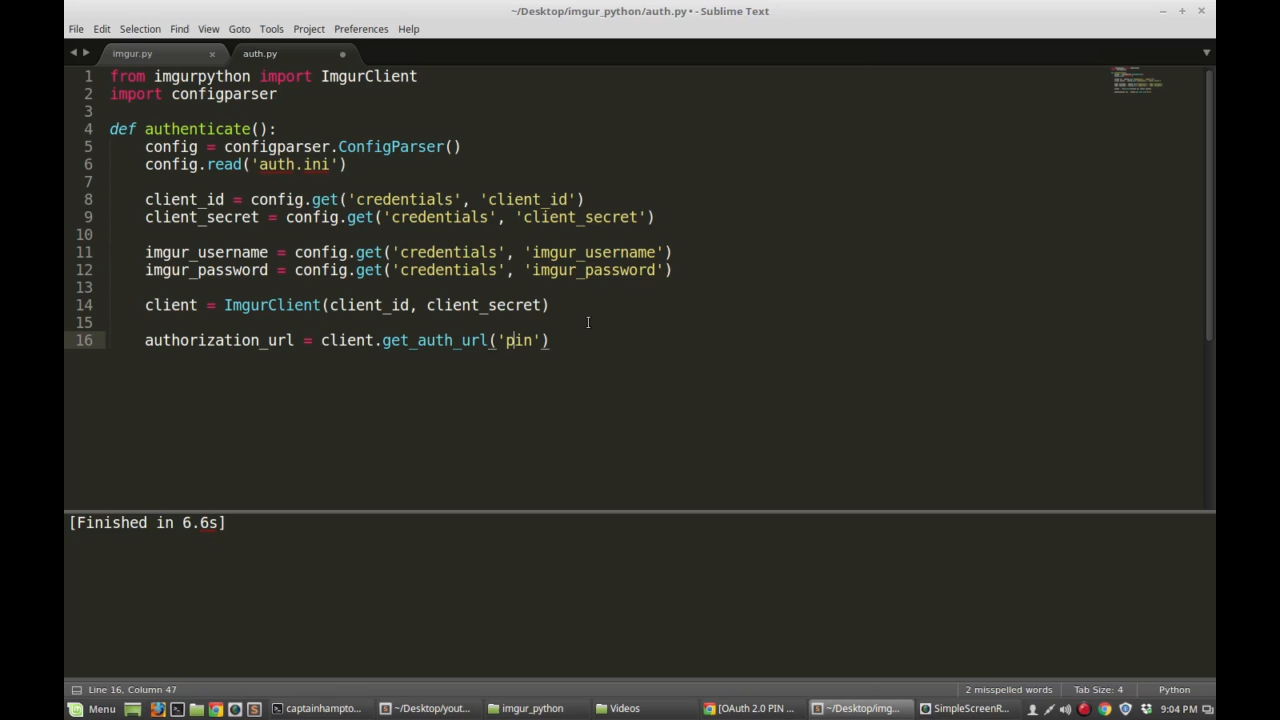 ~/Desktop/imgur_python/auth.py • - Sublime Text
File Edit Selection Find View Goto Tools Project Preferences Help
imgur.py auth.py
1 from imgurpython import ImgurClient
2 import configparser
3
4 def authenticate():
5     config = configparser.ConfigParser()
6     config.read('auth.ini')
7
8     client_id = config.get('credentials', 'client_id')
9     client_secret = config.get('credentials', 'client_secret')
10
11     imgur_username = config.get('credentials', 'imgur_username')
12     imgur_password = config.get('credentials', 'imgur_password')
13
14     client = ImgurClient(client_id, client_secret)
15
16     authorization_url = client.get_auth_url('pin')
[Finished in 6.6s]
Line 16, Column 47 2 misspelled words Tab Size: 4 Python
Menu captainhampto... ~/Desktop/yout... imgur_python Videos [OAuth 2.0 PIN ... ~/Desktop/img... SimpleScreenR... 9:04 PM